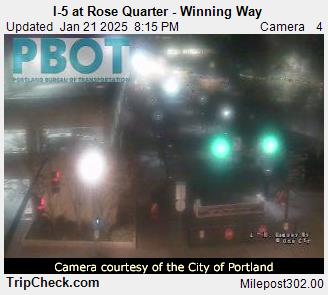 I-5 at Rose Quarter - Winning Way
Updated Jan 21 2025 8:15 PM Camera 4
PBOT
PORTLAND BUREAU OF TRANSPORTATION
Camera courtesy of the City of Portland
TripCheck.com Milepost302.00